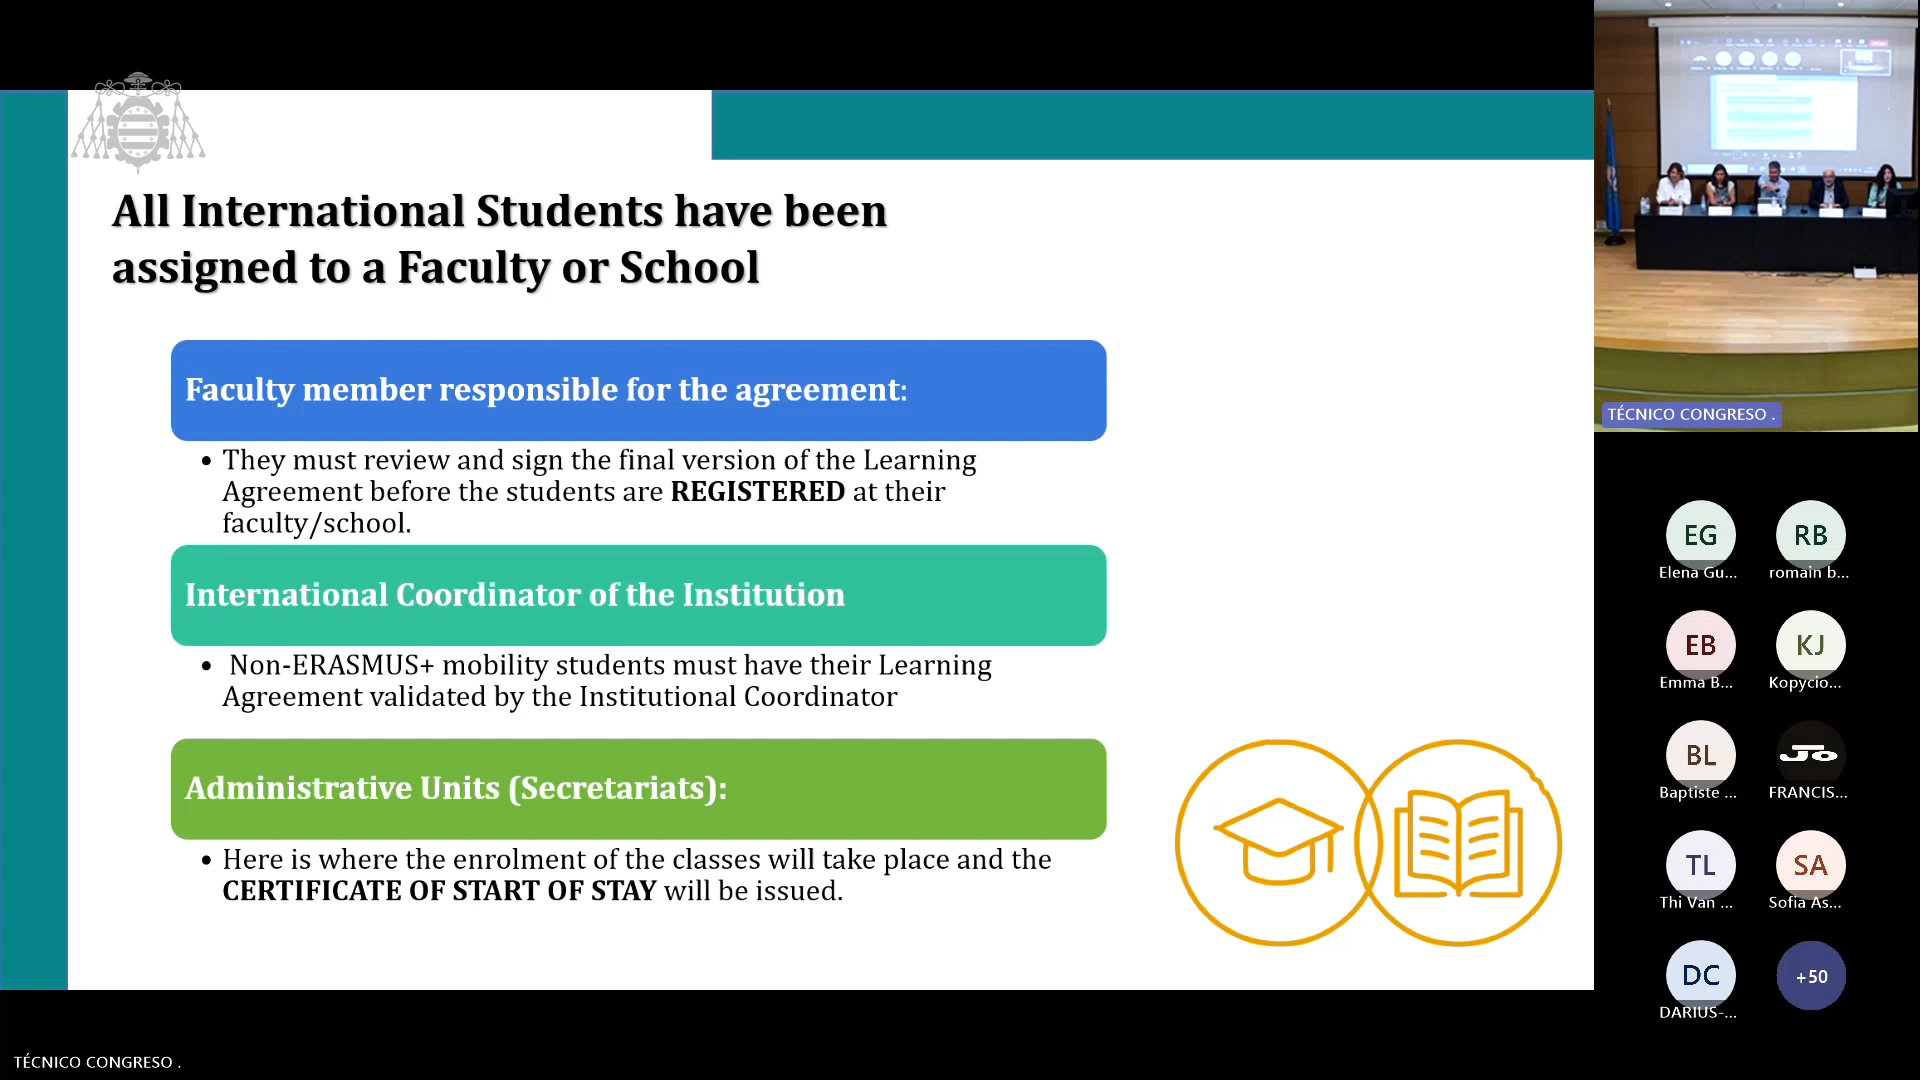 All International Students have been
assigned to a Faculty or School
Faculty member responsible for the agreement:
• They must review and sign the final version of the Learning
Agreement before the students are REGISTERED at their
faculty/school.
International Coordinator of the Institution
• Non-ERASMUS+ mobility students must have their Learning
Agreement validated by the Institutional Coordinator
Administrative Units (Secretariats):
• Here is where the enrolment of the classes will take place and the
CERTIFICATE OF START OF STAY will be issued.
TÉCNICO CONGRESO .
EG
RB
Elena Gu...
romain b...
EB
KJ
Emma B...
Kopycio...
BL
Jo
Baptiste ...
FRANCIS...
TL
SA
Thi Van ...
Sofia As...
DC
+50
DARIUS-...
TÉCNICO CONGRESO .